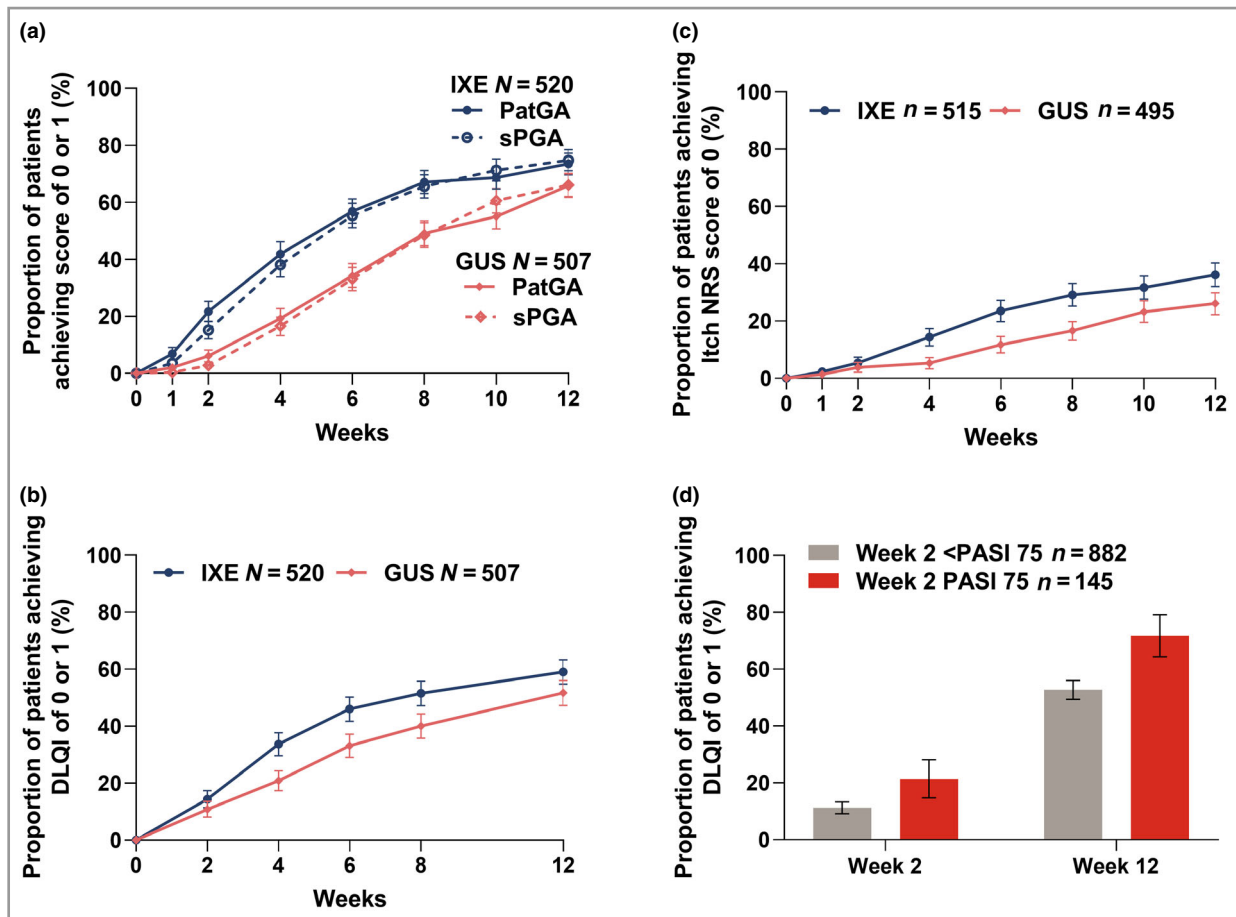 (a)
Proportion of patients
achieving score of 0 or 1 (%)
100
80
60
40
20
0
IXE N = 520
PatGA
sPGA
GUS N = 507
PatGA
sPGA
0 1 2 4 6 8 10 12
Weeks
(c)
Proportion of patients achieving
Itch NRS score of 0 (%)
100
80
60
40
20
0
IXE n = 515 GUS n = 495
0 1 2 4 6 8 10 12
Weeks
(b)
Proportion of patients achieving
DLQI of 0 or 1 (%)
100
80
60
40
20
0
IXE N = 520 GUS N = 507
0 2 4 6 8 12
Weeks
(d)
Proportion of patients achieving
DLQI of 0 or 1 (%)
100
80
60
40
20
0
Week 2 <PASI 75 n = 882
Week 2 PASI 75 n = 145
Week 2 Week 12